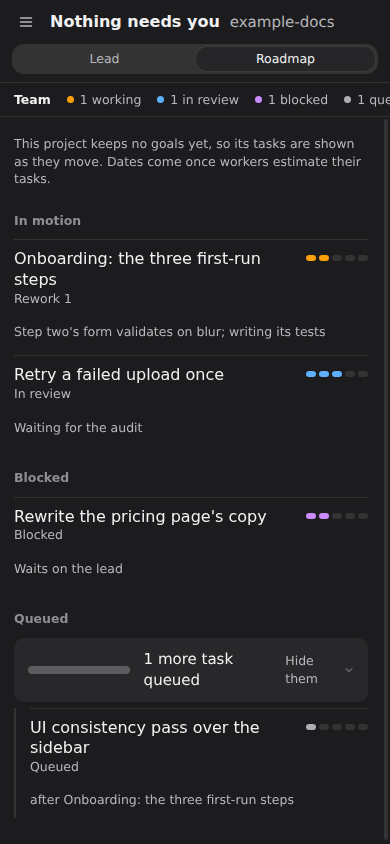 Nothing needs you example-docs
Lead Roadmap
Team 1 working 1 in review 1 blocked 1 que
This project keeps no goals yet, so its tasks are shown
as they move. Dates come once workers estimate their
tasks.
In motion
Onboarding: the three first-run
steps
Rework 1
Step two's form validates on blur; writing its tests
Retry a failed upload once
In review
Waiting for the audit
Blocked
Rewrite the pricing page's copy
Blocked
Waits on the lead
Queued
1 more task
queued
Hide
them
UI consistency pass over the
sidebar
Queued
after Onboarding: the three first-run steps